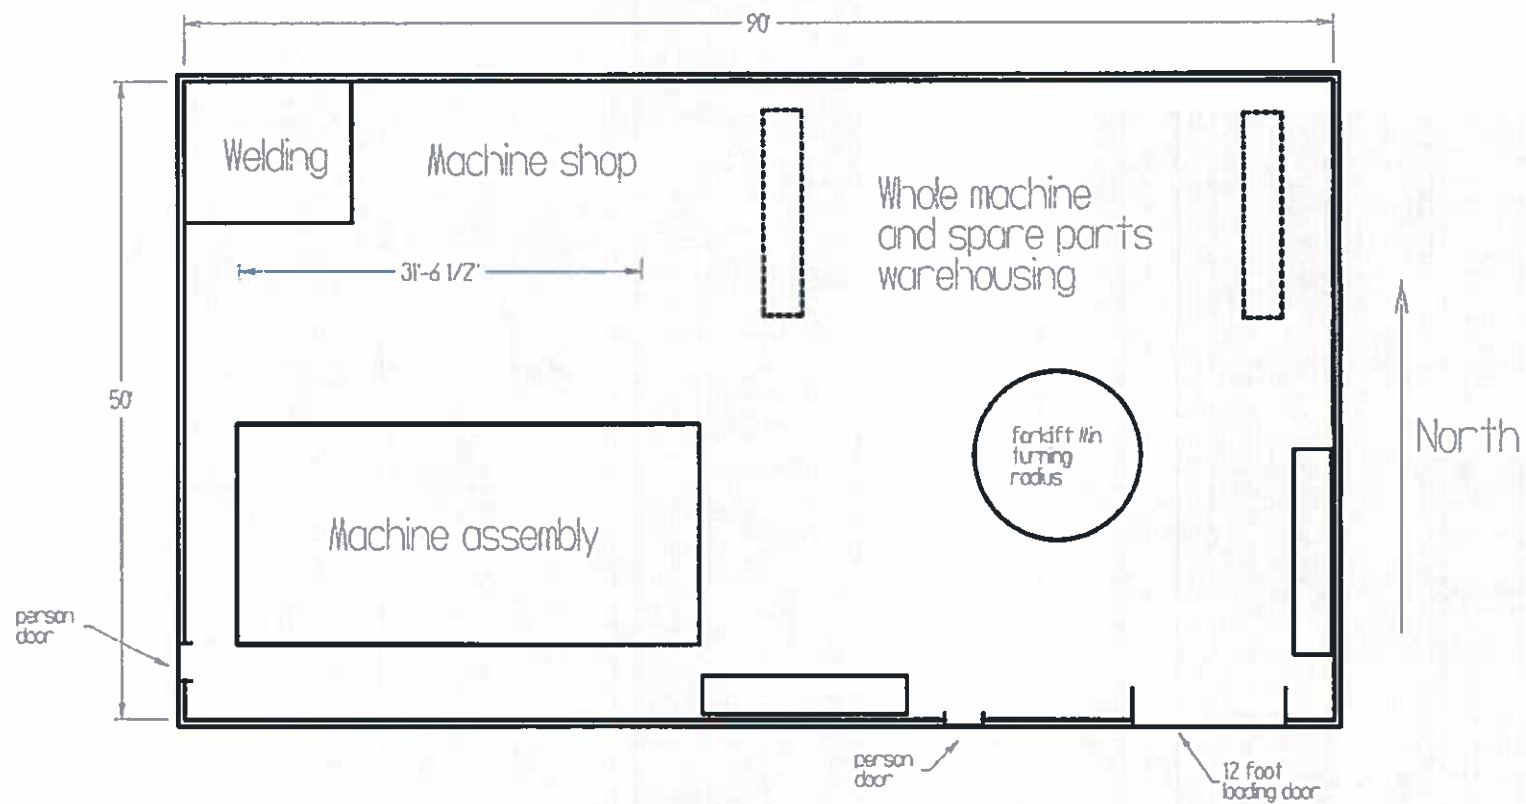 90'
Welding
Machine shop
Whole machine
and spare parts
warehousing
31'-6 1/2"
50'
forklift Min
turning
radius
North
Machine assembly
person
door
person
door
12 foot
loading door